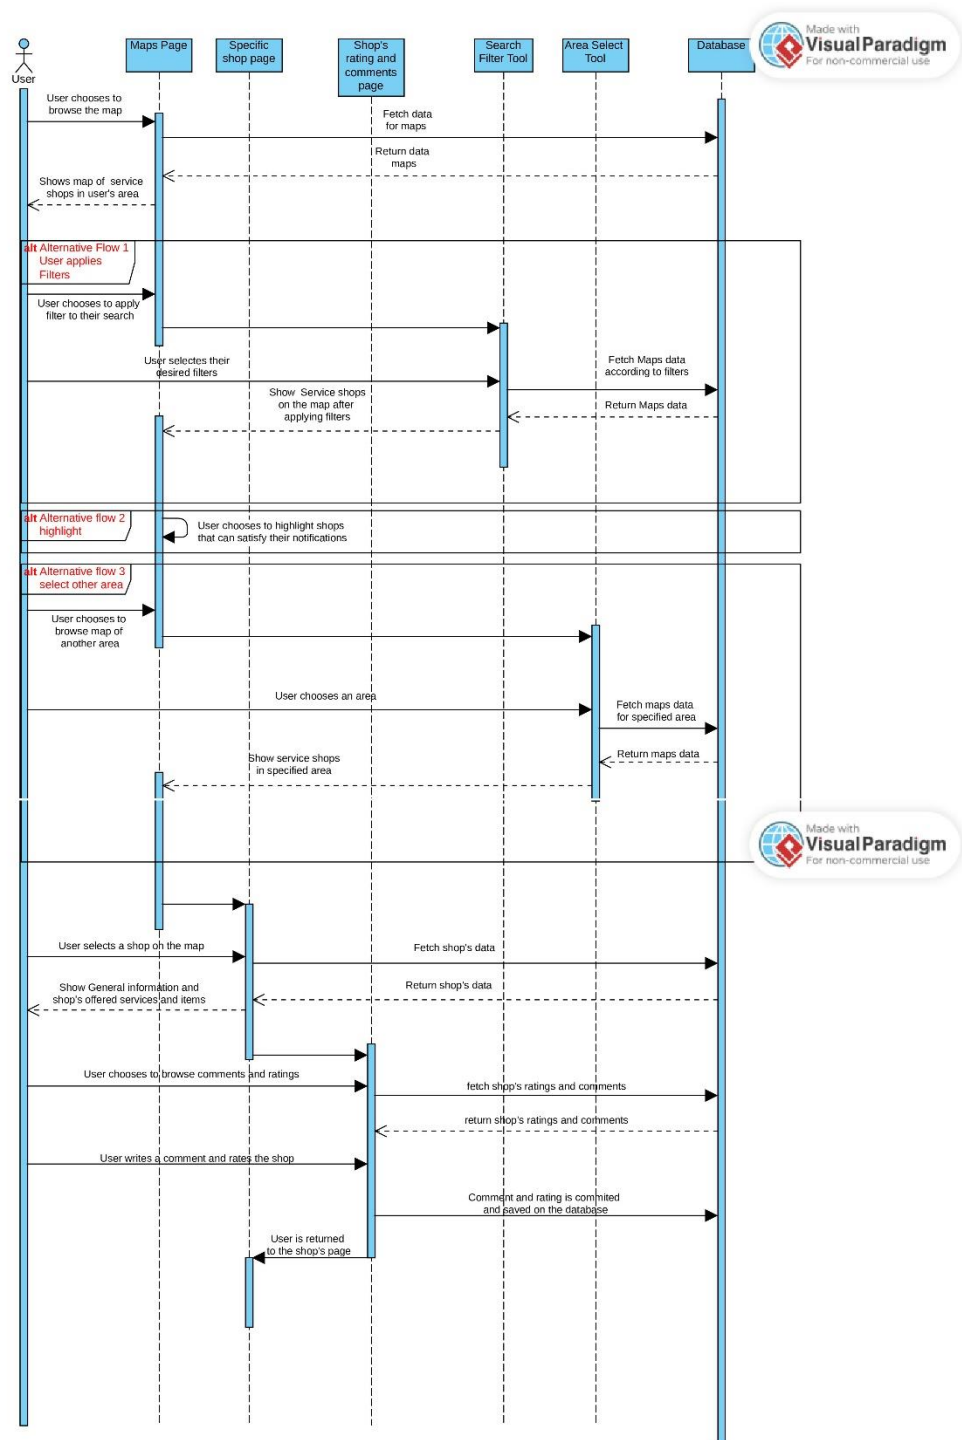 Made with
Visual Paradigm
For non-commercial use
User
Maps Page
Specific
shop page
Shop's
rating and
comments
page
Search
Filter Tool
Area Select
Tool
Database
User chooses to
browse the map
Fetch data
for maps
Return data
maps
Shows map of service
shops in user's area
alt Alternative Flow 1
User applies
Filters
User chooses to apply
filter to their search
User selectes their
desired filters
Fetch Maps data
according to filters
Show Service shops
on the map after
applying filters
Return Maps data
alt Alternative flow 2
highlight
User chooses to highlight shops
that can satisfy their notifications
alt Alternative flow 3
select other area
User chooses to
browse map of
another area
User chooses an area
Fetch maps data
for specified area
Return maps data
Show service shops
in specified area
Made with
Visual Paradigm
For non-commercial use
User selects a shop on the map
Fetch shop's data
Return shop's data
Show General information and
shop's offered services and items
User chooses to browse comments and ratings
fetch shop's ratings and comments
return shop's ratings and comments
User writes a comment and rates the shop
Comment and rating is commited
and saved on the database
User is returned
to the shop's page